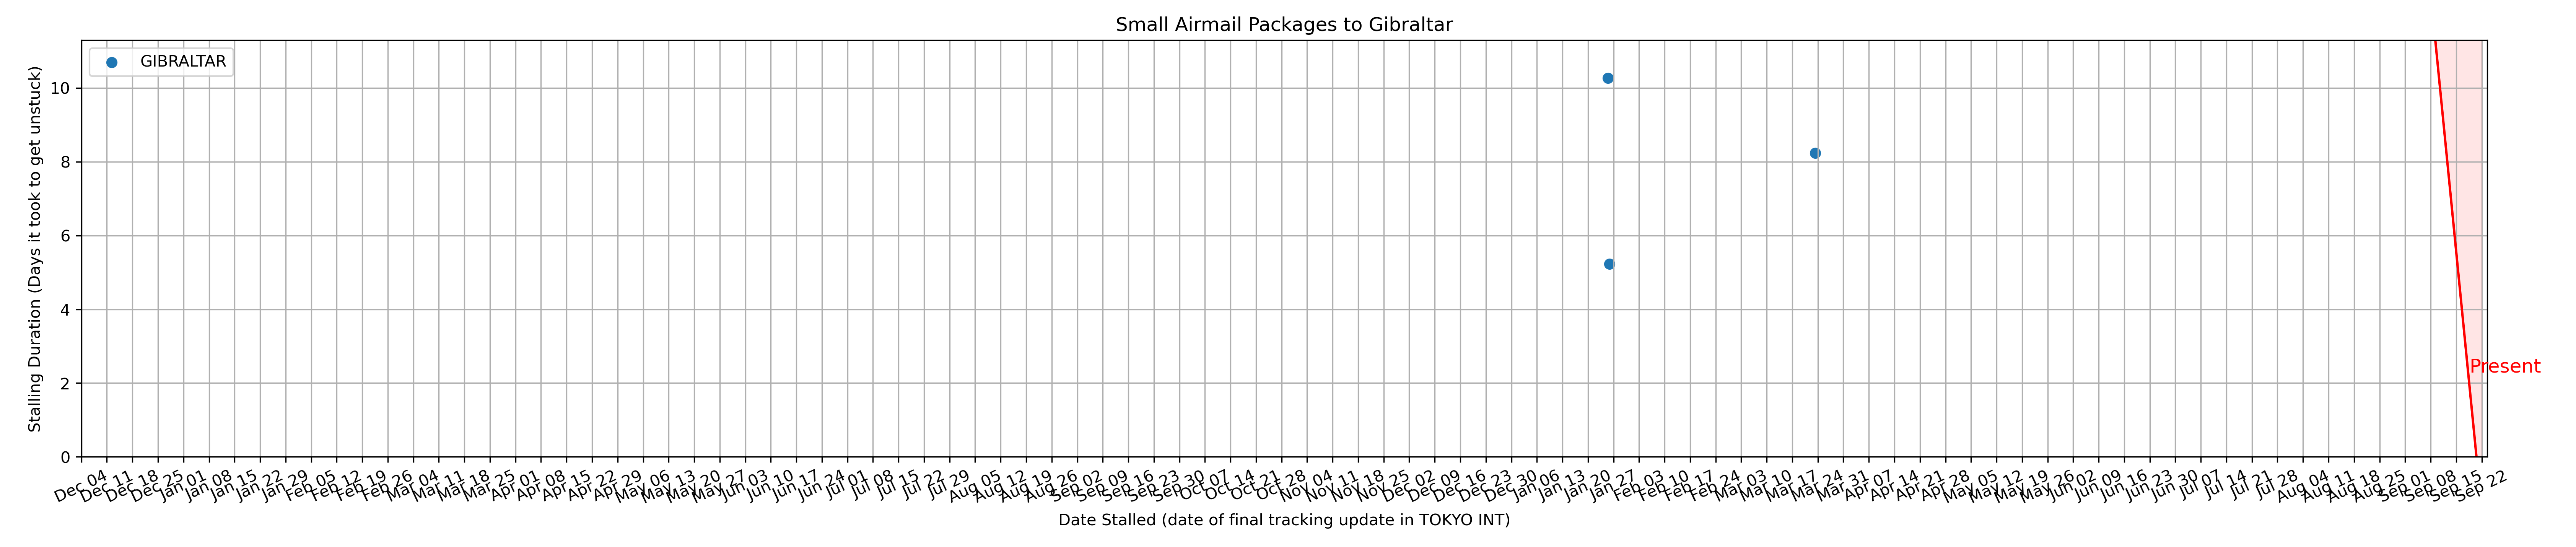 Small Airmail Packages to Gibraltar
GIBRALTAR
Stalling Duration (Days it took to get unstuck)
10
8
6
4
2
0
Present
Dec 04
Dec 11
Dec 18
Dec 25
Jan 01
Jan 08
Jan 15
Jan 22
Jan 29
Feb 05
Feb 12
Feb 19
Feb 26
Mar 04
Mar 11
Mar 18
Mar 25
Apr 01
Apr 08
Apr 15
Apr 22
Apr 29
May 06
May 13
May 20
May 27
Jun 03
Jun 10
Jun 17
Jun 24
Jul 01
Jul 08
Jul 15
Jul 22
Jul 29
Aug 05
Aug 12
Aug 19
Aug 26
Sep 02
Sep 09
Sep 16
Sep 23
Sep 30
Oct 07
Oct 14
Oct 21
Oct 28
Nov 04
Nov 11
Nov 18
Nov 25
Dec 02
Dec 09
Dec 16
Dec 23
Dec 30
Jan 06
Jan 13
Jan 20
Jan 27
Feb 03
Feb 10
Feb 17
Feb 24
Mar 03
Mar 10
Mar 17
Mar 24
Mar 31
Apr 07
Apr 14
Apr 21
Apr 28
May 05
May 12
May 19
May 26
Jun 02
Jun 09
Jun 16
Jun 23
Jun 30
Jul 07
Jul 14
Jul 21
Jul 28
Aug 04
Aug 11
Aug 18
Aug 25
Sep 01
Sep 08
Sep 15
Sep 22
Date Stalled (date of final tracking update in TOKYO INT)